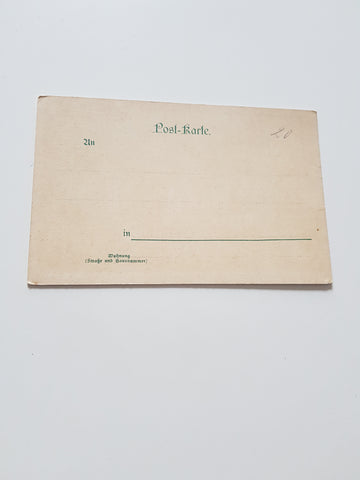 Post-Karte.
An
in
Wohnung
(Straße und Hausnummer)